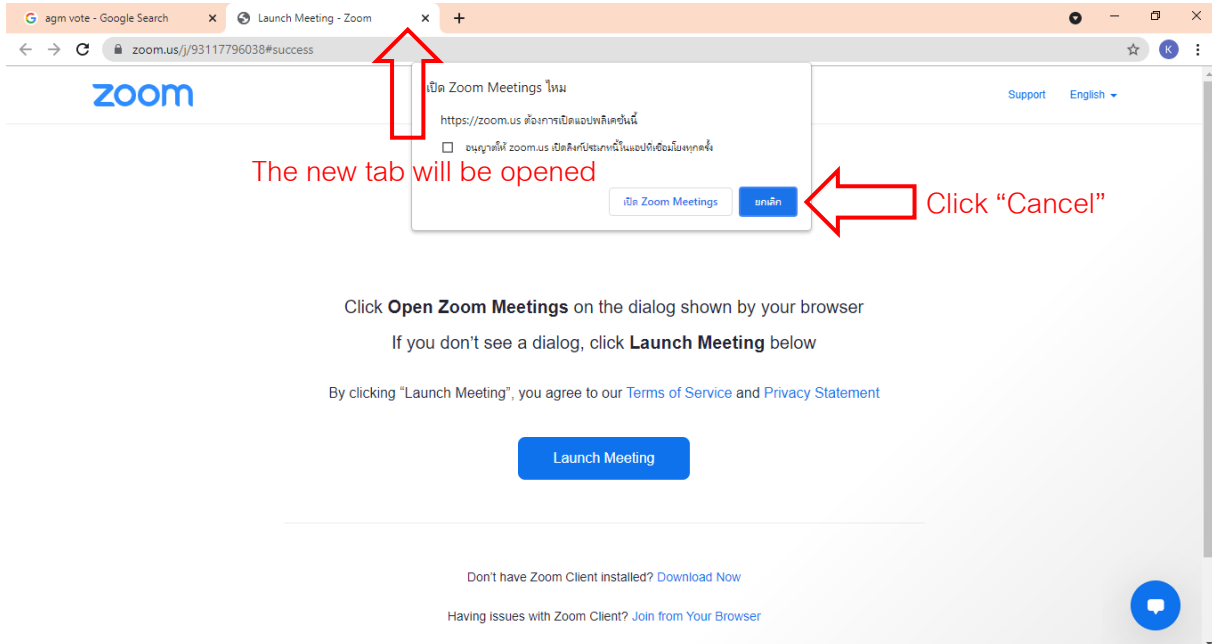 agm vote - Google Search
Launch Meeting - Zoom
zoom.us/j/93117796038#success
K
zoom
Support
English
เปิด Zoom Meetings ไหม
https://zoom.us ต้องการเปิดแอปพลิเคชันนี้
อนุญาตให้ zoom.us เปิดลิงก์ประเภทนี้ในแอปที่เชื่อมโยงทุกครั้ง
The new tab will be opened
เปิด Zoom Meetings
ยกเลิก
Click “Cancel”
Click Open Zoom Meetings on the dialog shown by your browser
If you don’t see a dialog, click Launch Meeting below
By clicking “Launch Meeting”, you agree to our Terms of Service and Privacy Statement
Launch Meeting
Don’t have Zoom Client installed? Download Now
Having issues with Zoom Client? Join from Your Browser